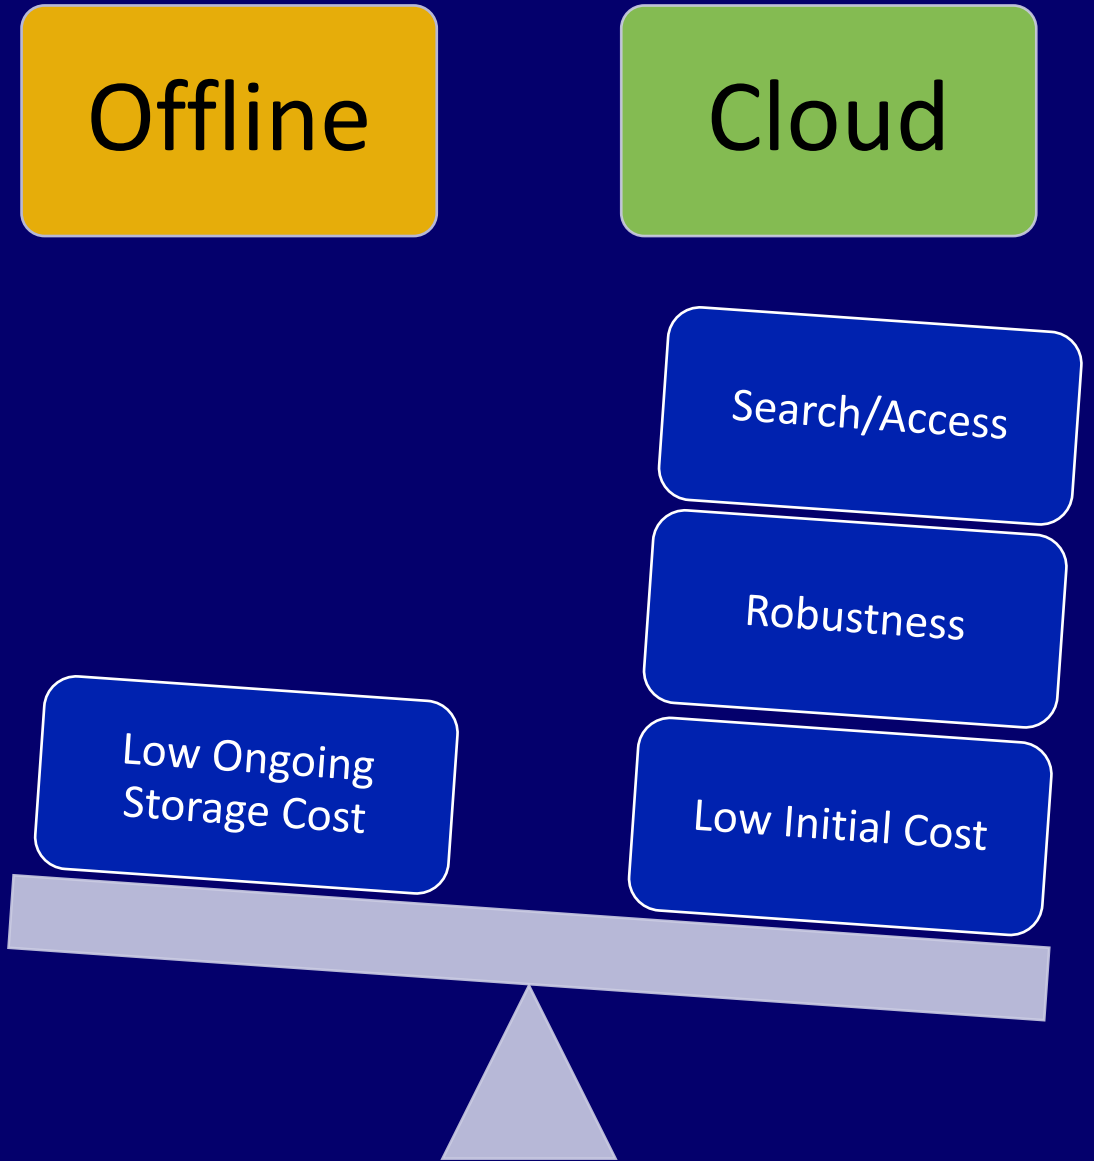 Offline
Cloud
Search/Access
Robustness
Low Ongoing
Storage Cost
Low Initial Cost